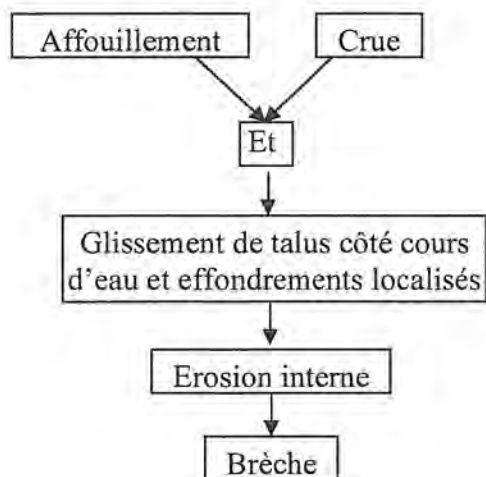 Affouillement
Crue
Et
Glissement de talus côté cours
d'eau et effondrements localisés
Erosion interne
Brèche